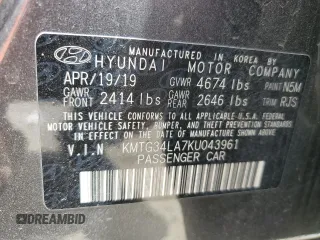 MANUFACTURED IN KOREA BY
HYUNDAI MOTOR COMPANY
APR/19/19 GVWR 4674 lbs PAINT N5M
GAWR FRONT 2414 lbs GAWR REAR 2646 lbs TRIM RJS
THIS VEHICLE CONFORMS TO ALL APPLICABLE
FEDERAL MOTOR VEHICLE SAFETY, BUMPER, AND
THEFT PREVENTION STANDARDS IN EFFECT ON
THE DATE OF MANUFACTURE SHOWN ABOVE.
V.I.N KMTG34LA7KU043961
PASSENGER CAR
© DREAMBID